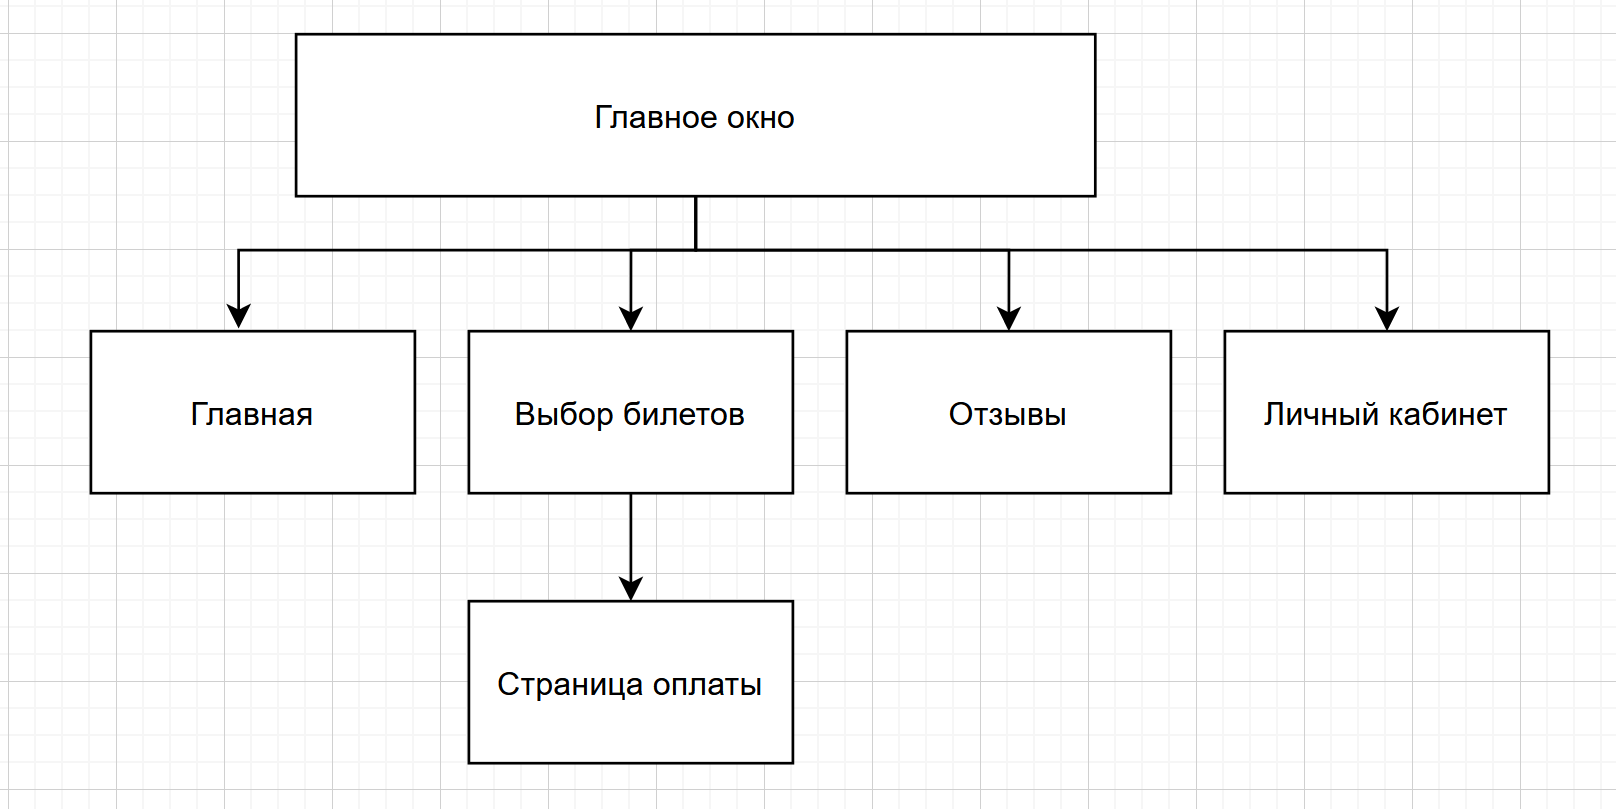 Главное окно
Главная
Выбор билетов
Отзывы
Личный кабинет
Страница оплаты